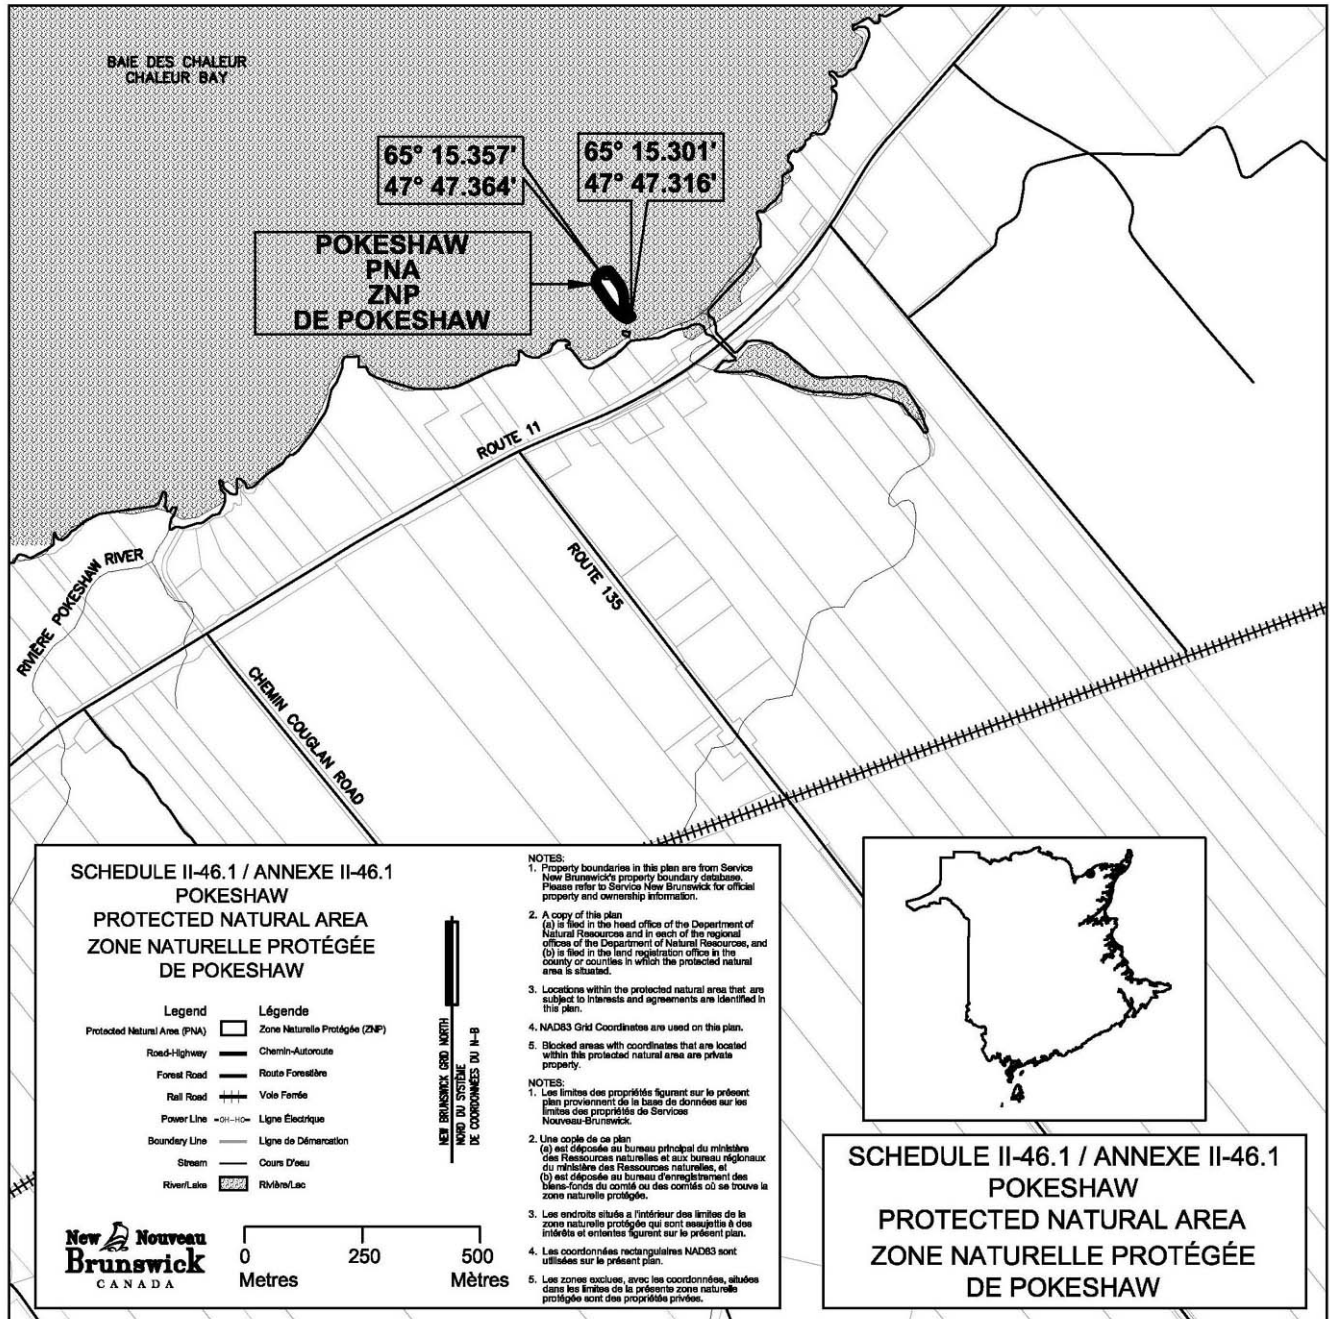 BAIE DES CHALEUR
CHALEUR BAY
65° 15.357'
47° 47.364'
65° 15.301'
47° 47.316'
POKESHAW
PNA
ZNP
DE POKESHAW
ROUTE 11
ROUTE 135
RIVIÈRE POKESHAW RIVER
CHEMIN COUGLAN ROAD
SCHEDULE II-46.1 / ANNEXE II-46.1
POKESHAW
PROTECTED NATURAL AREA
ZONE NATURELLE PROTÉGÉE
DE POKESHAW
Legend Légende
Protected Natural Area (PNA) Zone Naturelle Protégée (ZNP)
Road-Highway Chemin-Autoroute
Forest Road Route Forestière
Rail Road Voie Ferrée
Power Line -OH-HO- Ligne Électrique
Boundary Line Ligne de Démarcation
Stream Cours D'eau
River/Lake Rivière/Lac
NEW BRUNSWICK GRID NORTH
NORD DU SYSTÈME
DE COORDONNÉES DU N-B
New Nouveau
Brunswick
CANADA
0 250 500
Metres Mètres
NOTES:
1. Property boundaries in this plan are from Service
New Brunswick's property boundary database.
Please refer to Service New Brunswick for official
property and ownership information.
2. A copy of this plan
(a) is filed in the head office of the Department of
Natural Resources and in each of the regional
offices of the Department of Natural Resources, and
(b) is filed in the land registration office in the
county or counties in which the protected natural
area is situated.
3. Locations within the protected natural area that are
subject to interests and agreements are identified in
this plan.
4. NAD83 Grid Coordinates are used on this plan.
5. Blocked areas with coordinates that are located
within this protected natural area are private
property.
NOTES:
1. Les limites des propriétés figurant sur le présent
plan proviennent de la base de données sur les
limites des propriétés de Services
Nouveau-Brunswick.
2. Une copie de ce plan
(a) est déposée au bureau principal du ministère
des Ressources naturelles et aux bureau régionaux
du ministère des Ressources naturelles, et
(b) est déposée au bureau d'enregistrement des
biens-fonds du comté ou des comtés où se trouve la
zone naturelle protégée.
3. Les endroits situés a l'intérieur des limites de la
zone naturelle protégée qui sont assujettis à des
intérêts et ententes figurent sur le présent plan.
4. Les coordonnées rectangulaires NAD83 sont
utilisées sur le présent plan.
5. Les zones exclues, avec les coordonnées, situées
dans les limites de la présente zone naturelle
protégée sont des propriétés privées.
SCHEDULE II-46.1 / ANNEXE II-46.1
POKESHAW
PROTECTED NATURAL AREA
ZONE NATURELLE PROTÉGÉE
DE POKESHAW